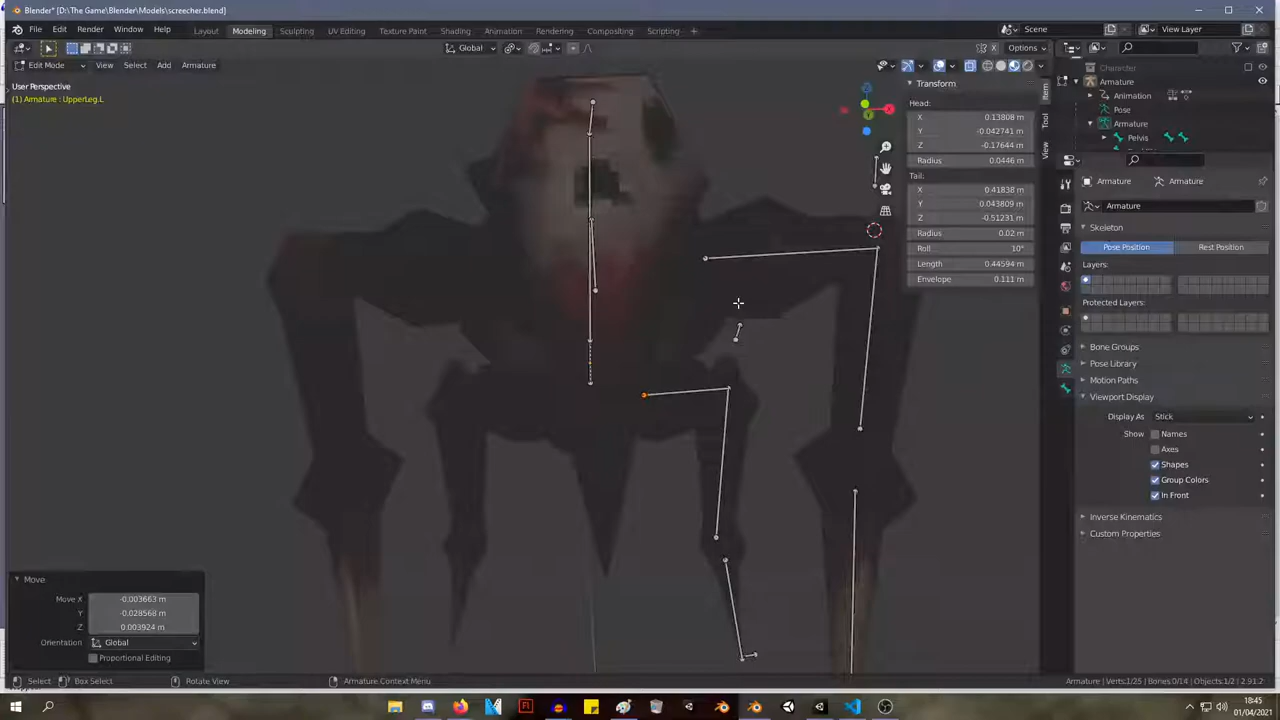 Blender* [D:\The Game\Blender\Models\screecher.blend]
File Edit Render Window Help Layout Modeling Sculpting UV Editing Texture Paint Shading Animation Rendering Compositing Scripting + Scene View Layer
Global Options
Edit Mode View Select Add Armature
User Perspective
(1) Armature : UpperLeg.L
Transform
Head:
X 0.13808 m
Y -0.042741 m
Z -0.17644 m
Radius 0.0446 m
Tail:
X 0.41838 m
Y 0.043809 m
Z -0.51231 m
Radius 0.02 m
Roll 10°
Length 0.44594 m
Envelope 0.111 m
Item
Tool
View
Character
Armature
Animation
Pose
Armature
Pelvis
Armature Armature
Armature
Skeleton
Pose Position Rest Position
Layers:
Protected Layers:
Bone Groups
Pose Library
Motion Paths
Viewport Display
Display As Stick
Show Names
Axes
Shapes
Group Colors
In Front
Inverse Kinematics
Custom Properties
Move
Move X -0.003663 m
Y -0.028568 m
Z 0.003924 m
Orientation Global
Proportional Editing
Select Box Select Rotate View Armature Context Menu Armature | Verts:1/25 | Bones:0/14 | Objects:1/2 | 2.91.2
18:45
01/04/2021